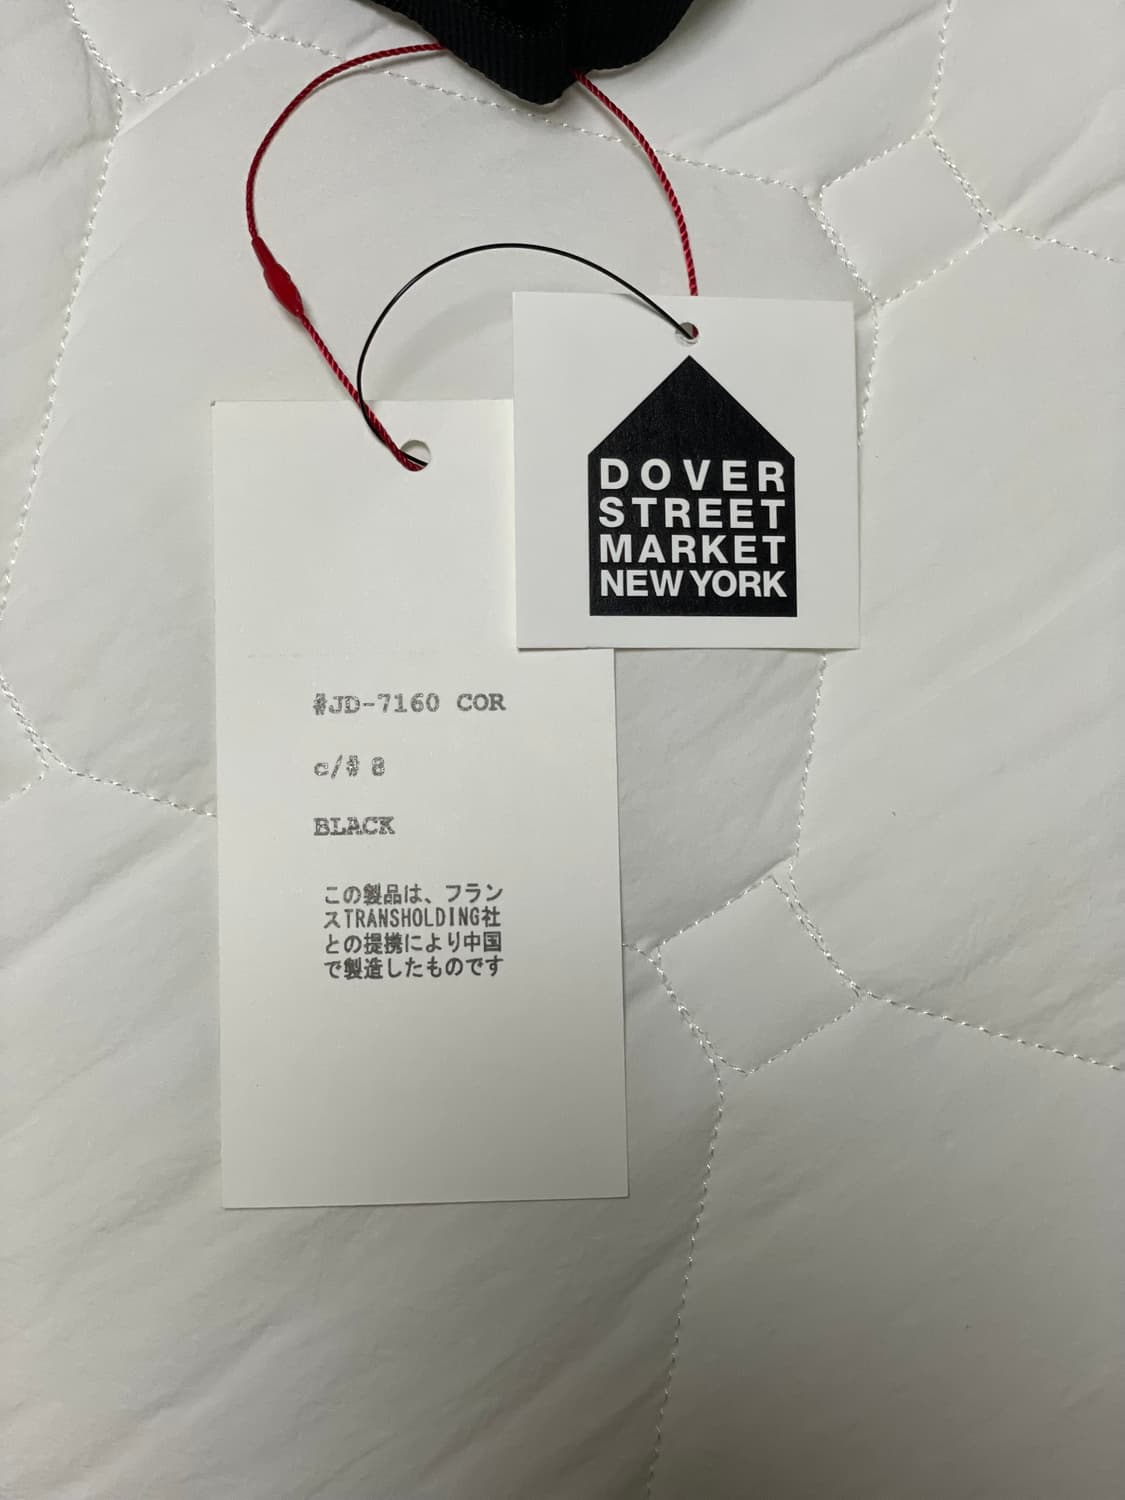 DOVER
STREET
MARKET
NEW YORK
#JD-7160 COR
c/# 8
BLACK
この製品は、フラン
スTRANSHOLDING社
との提携により中国
で製造したものです